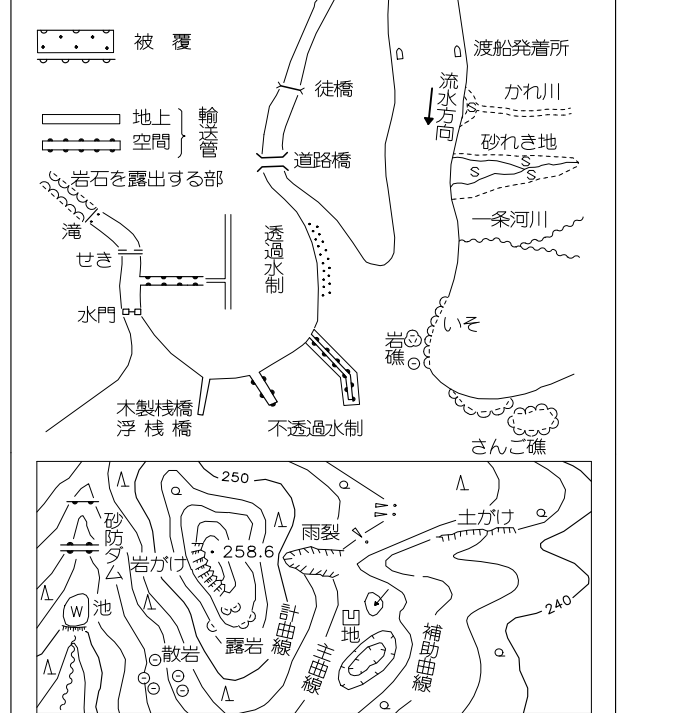 被 覆
渡船発着所
徒橋
流水方向
かれ川
地上
空間
輸送管
砂れき地
道路橋
岩石を露出する部
一条河川
滝
透過水制
せき
水門
いそ
岩礁
木製桟橋
浮 桟 橋
不透過水制
さんご礁
250
砂防ダム
土がけ
雨裂
岩がけ
258.6
W
池
240
計曲線
凹地
補助曲線
露岩
主曲線
散岩